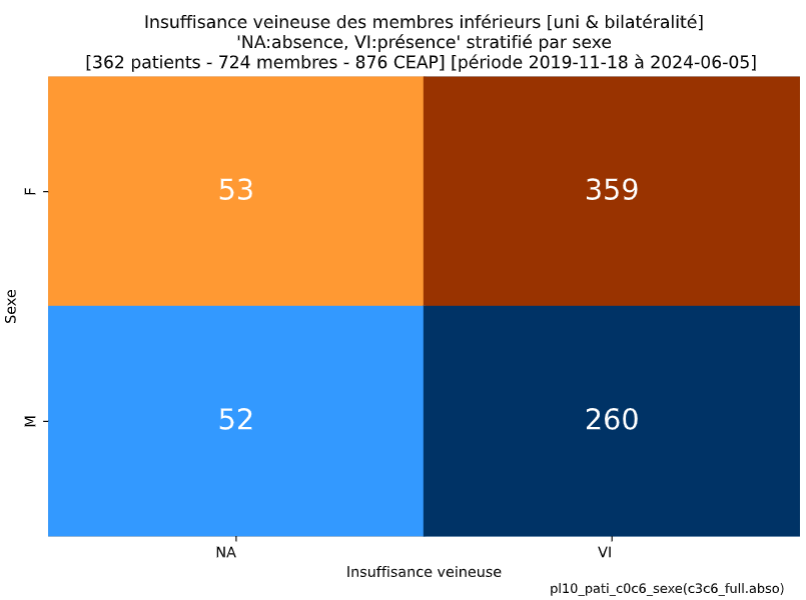 Insuffisance veineuse des membres inférieurs [uni & bilatéralité]
'NA:absence, VI:présence' stratifié par sexe
[362 patients - 724 membres - 876 CEAP] [période 2019-11-18 à 2024-06-05]
53
359
F
Sexe
52
260
M
NA
VI
Insuffisance veineuse
pl10_pati_c0c6_sexe(c3c6_full.abso)